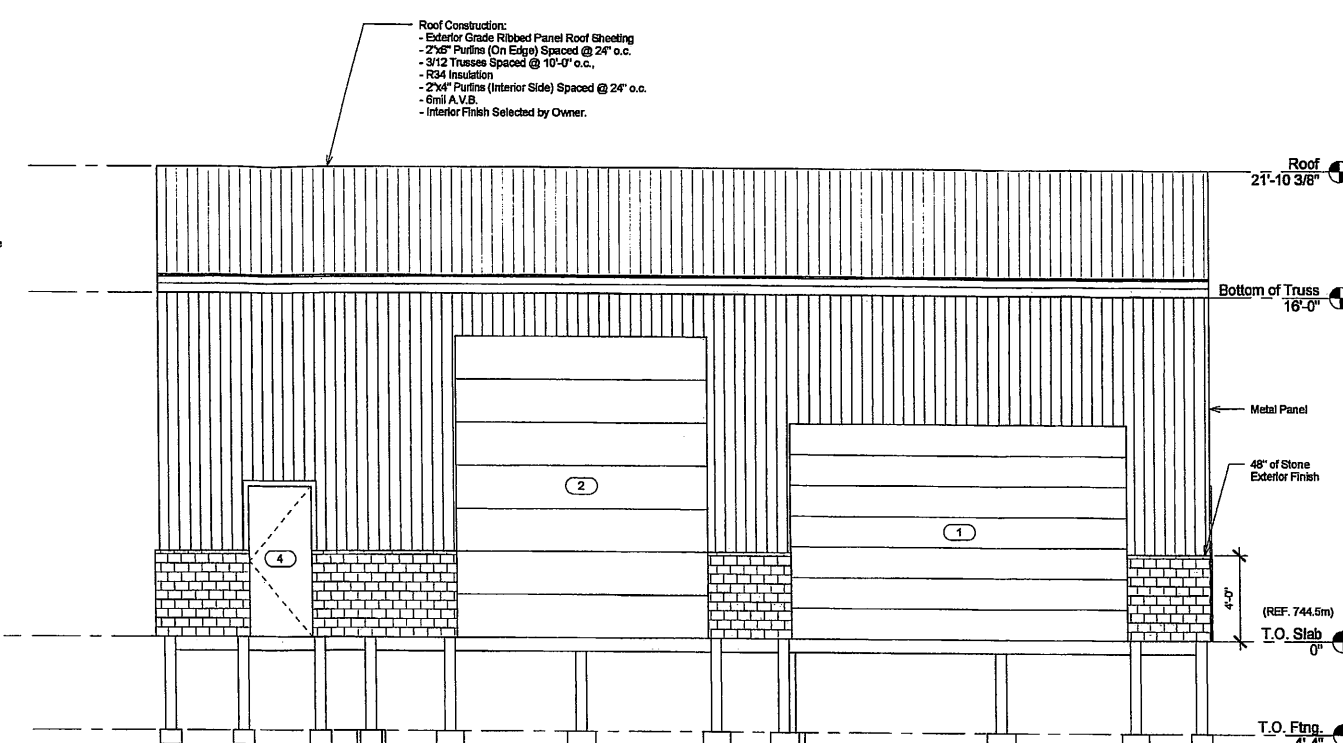 Roof Construction:
- Exterior Grade Ribbed Panel Roof Sheeting
- 2"x6" Purlins (On Edge) Spaced @ 24" o.c.
- 3/12 Trusses Spaced @ 10'-0" o.c.,
- R34 Insulation
- 2"x4" Purlins (Interior Side) Spaced @ 24" o.c.
- 6mil A.V.B.
- Interior Finish Selected by Owner.
Roof
21'-10 3/8"
Bottom of Truss
16'-0"
Metal Panel
48" of Stone
Exterior Finish
2
1
4
4'-0"
(REF. 744.5m)
T.O. Slab
0"
T.O. Ftng.